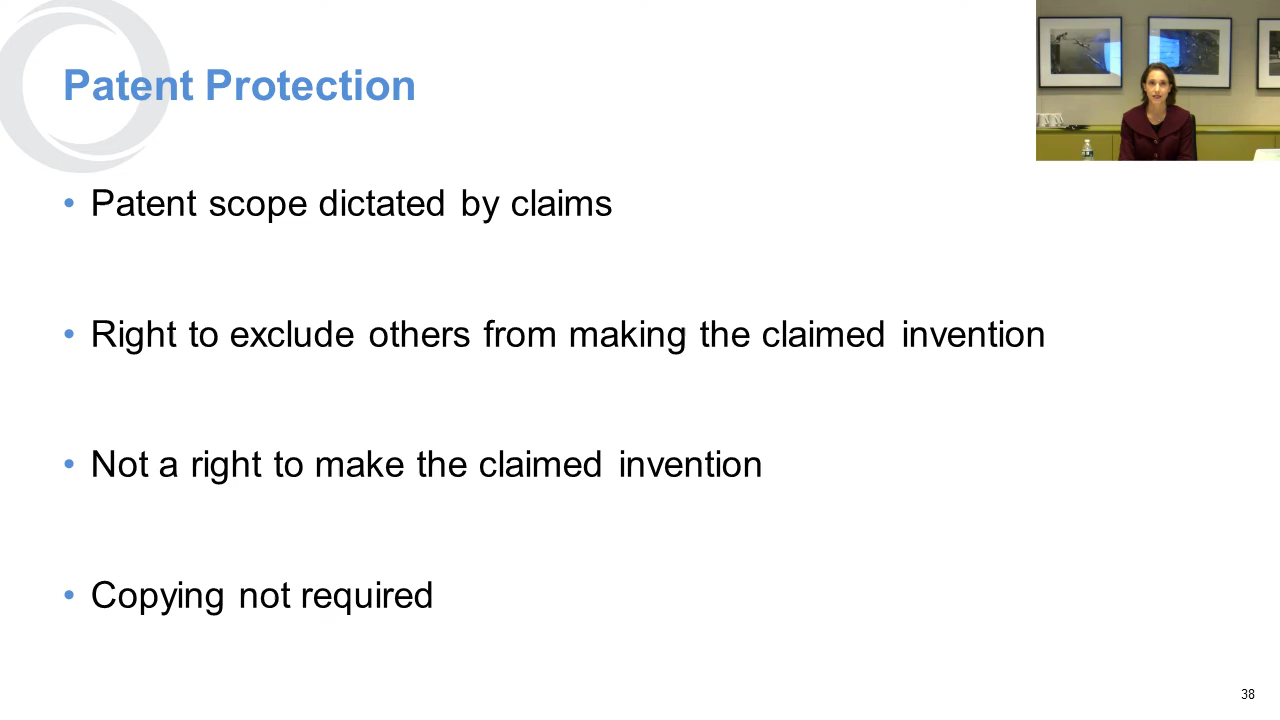 Patent Protection
• Patent scope dictated by claims
• Right to exclude others from making the claimed invention
• Not a right to make the claimed invention
• Copying not required
38